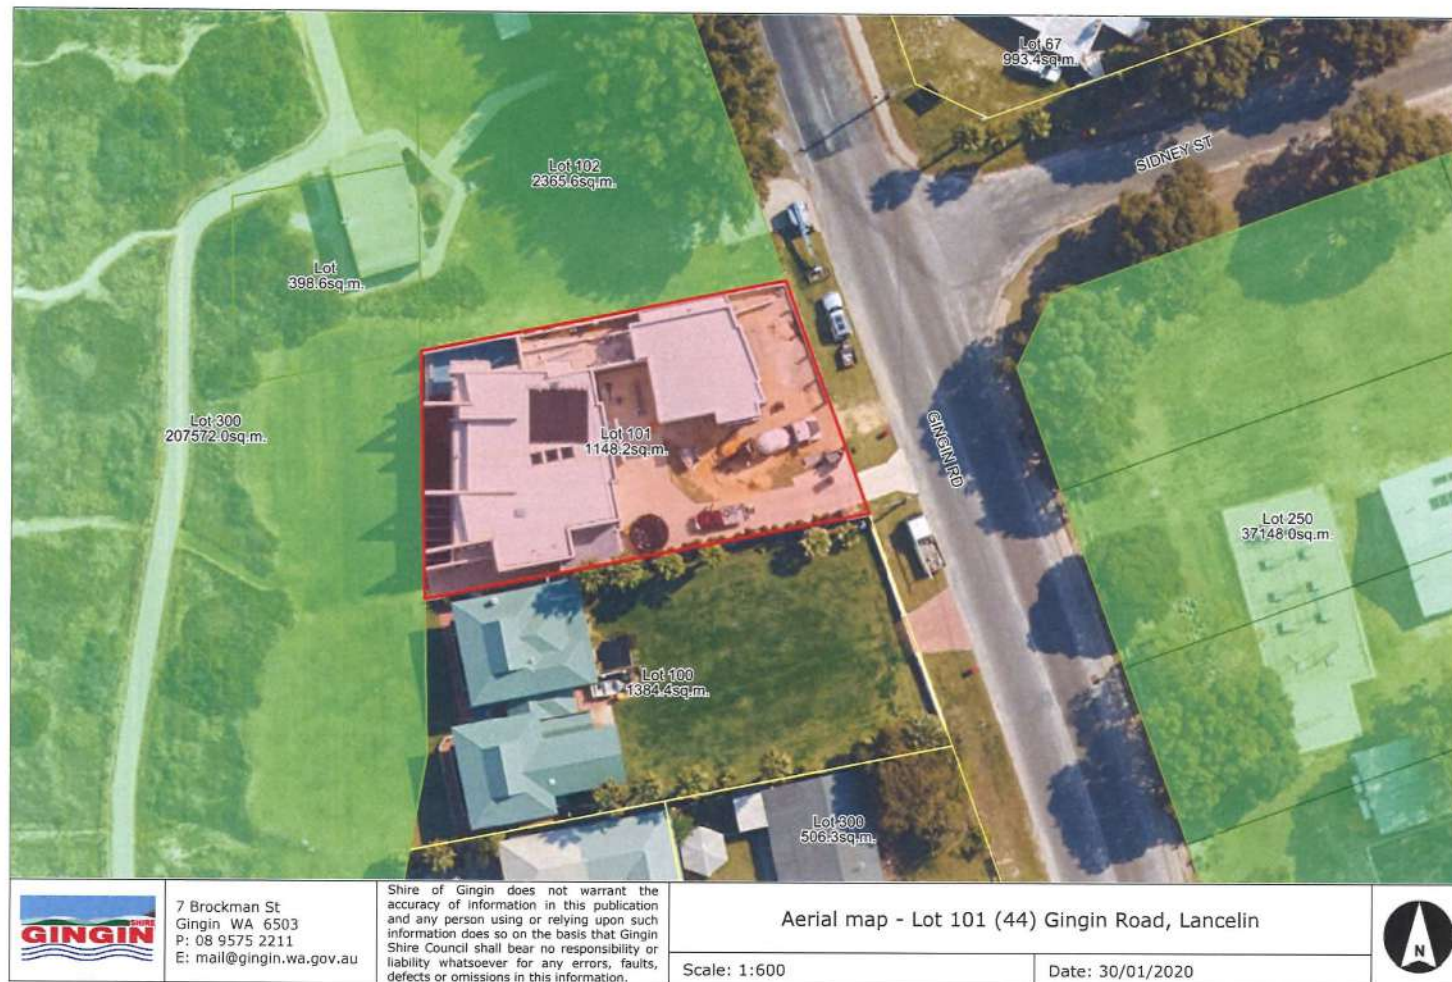 Lot 67
993.4sq.m.
SIDNEY ST
Lot 102
2365.6sq.m.
Lot
398.6sq.m.
Lot 300
207572.0sq.m.
Lot 101
1148.2sq.m.
GINGIN RD
Lot 250
37148.0sq.m.
Lot 100
1384.4sq.m.
Lot 300
506.3sq.m.
SHIRE
GINGIN
7 Brockman St
Gingin WA 6503
P: 08 9575 2211
E: mail@gingin.wa.gov.au
Shire of Gingin does not warrant the
accuracy of information in this publication
and any person using or relying upon such
information does so on the basis that Gingin
Shire Council shall bear no responsibility or
liability whatsoever for any errors, faults,
defects or omissions in this information.
Aerial map - Lot 101 (44) Gingin Road, Lancelin
Scale: 1:600
Date: 30/01/2020
N